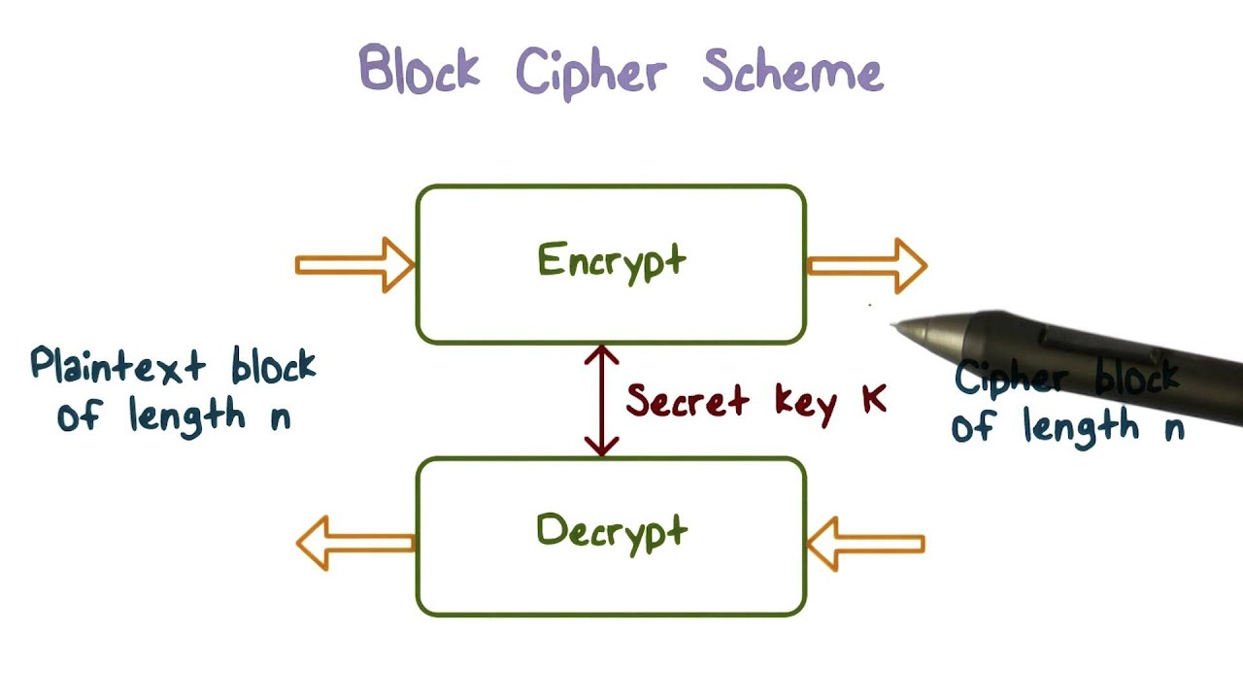 Block Cipher Scheme
Encrypt
Plaintext block
of length n
Secret key K
Cipher block
of length n
Decrypt